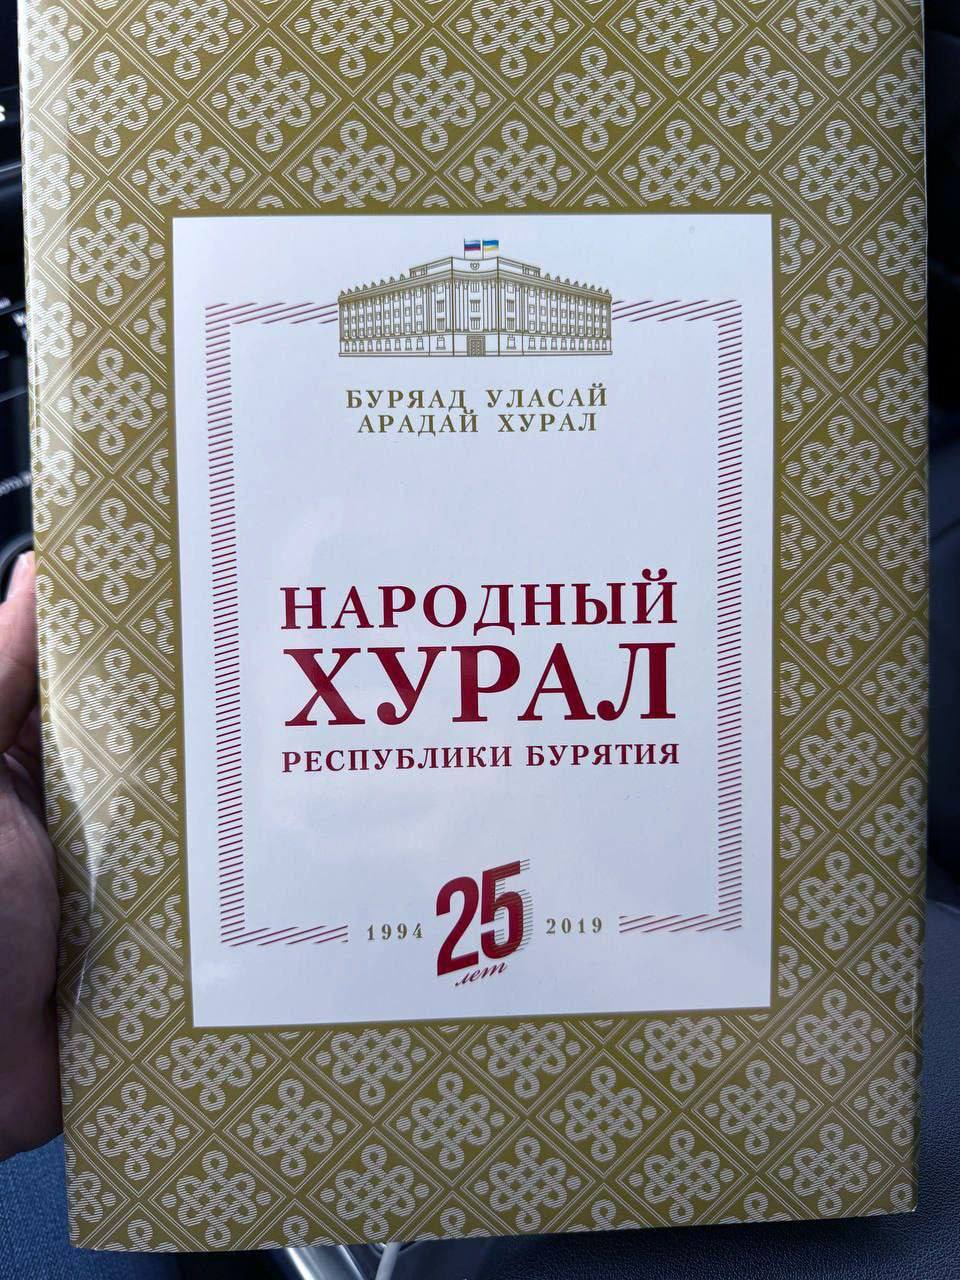 БУРЯАД УЛАСАЙ
АРАДАЙ ХУРАЛ
НАРОДНЫЙ
ХУРАЛ
РЕСПУБЛИКИ БУРЯТИЯ
1994 25 2019
лет